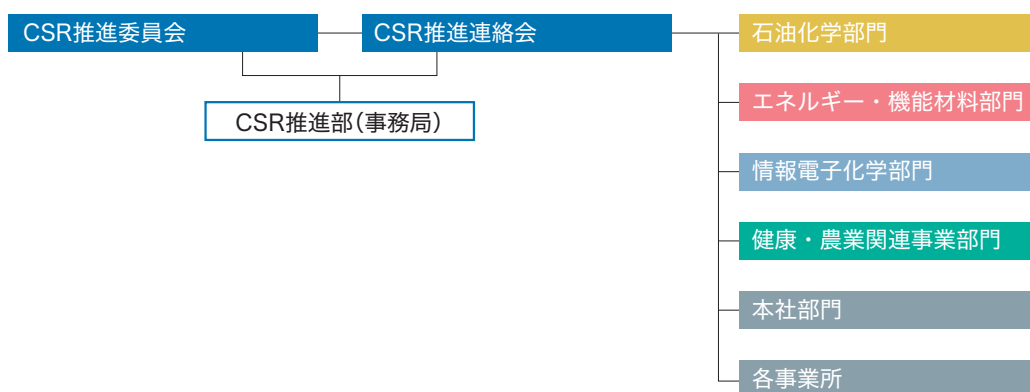 CSR推進委員会
CSR推進連絡会
CSR推進部（事務局）
石油化学部門
エネルギー・機能材料部門
情報電子化学部門
健康・農業関連事業部門
本社部門
各事業所